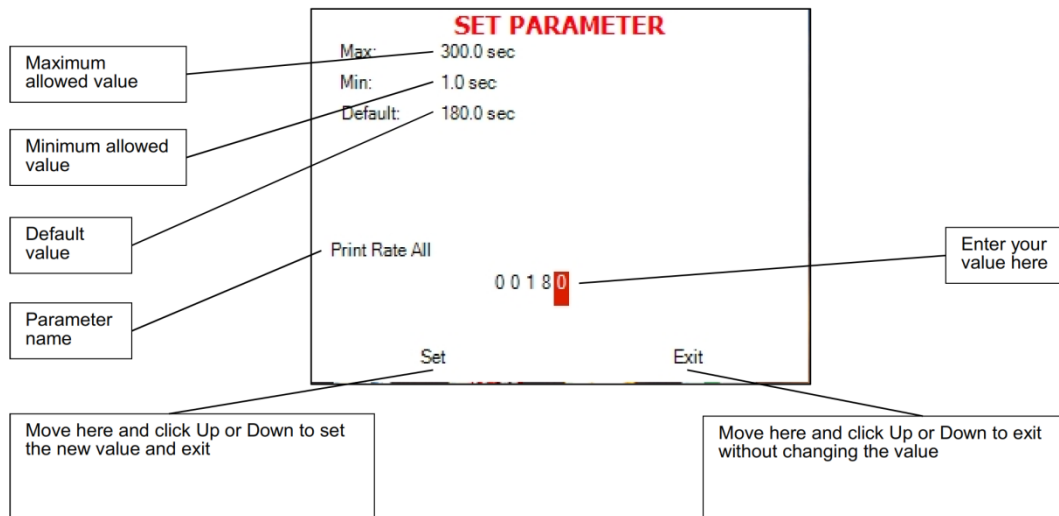 SET PARAMETER
Max: 300.0 sec
Min: 1.0 sec
Default: 180.0 sec
Print Rate All
0 0 1 8 0
Set Exit
Maximum
allowed value
Minimum allowed
value
Default
value
Parameter
name
Enter your
value here
Move here and click Up or Down to set
the new value and exit
Move here and click Up or Down to exit
without changing the value